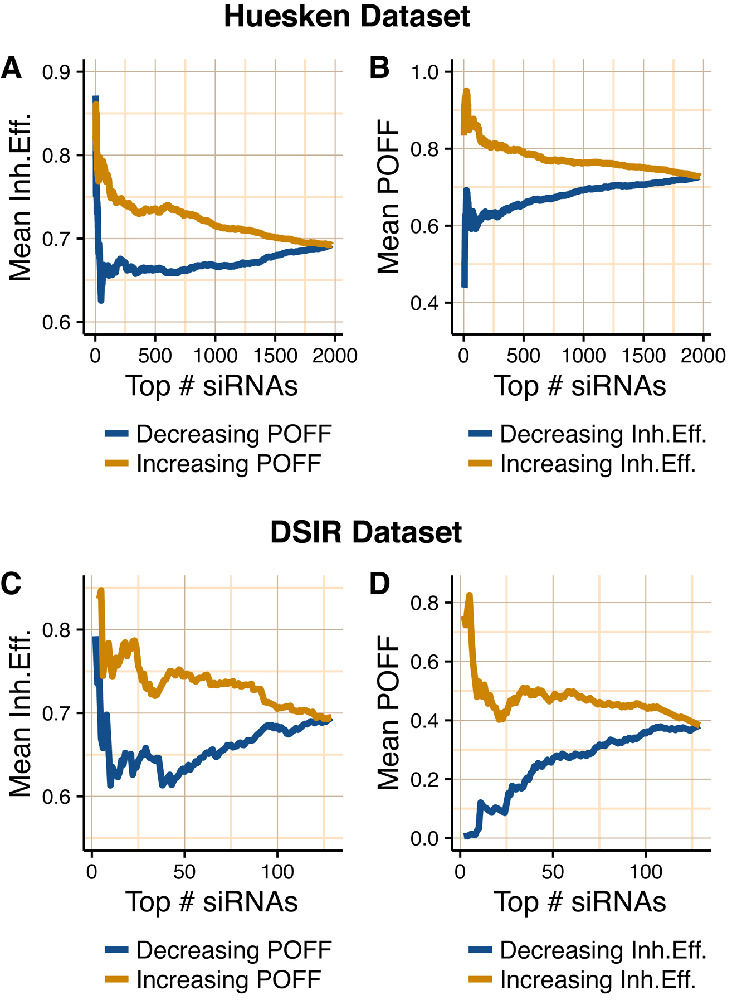 Huesken Dataset
A
Mean Inh.Eff.
0.9
0.8
0.7
0.6
0 500 1000 1500 2000
Top # siRNAs
Decreasing POFF
Increasing POFF
B
Mean POFF
1.0
0.8
0.6
0.4
0 500 1000 1500 2000
Top # siRNAs
Decreasing Inh.Eff.
Increasing Inh.Eff.
DSIR Dataset
C
Mean Inh.Eff.
0.8
0.7
0.6
0 50 100
Top # siRNAs
Decreasing POFF
Increasing POFF
D
Mean POFF
0.8
0.6
0.4
0.2
0.0
0 50 100
Top # siRNAs
Decreasing Inh.Eff.
Increasing Inh.Eff.